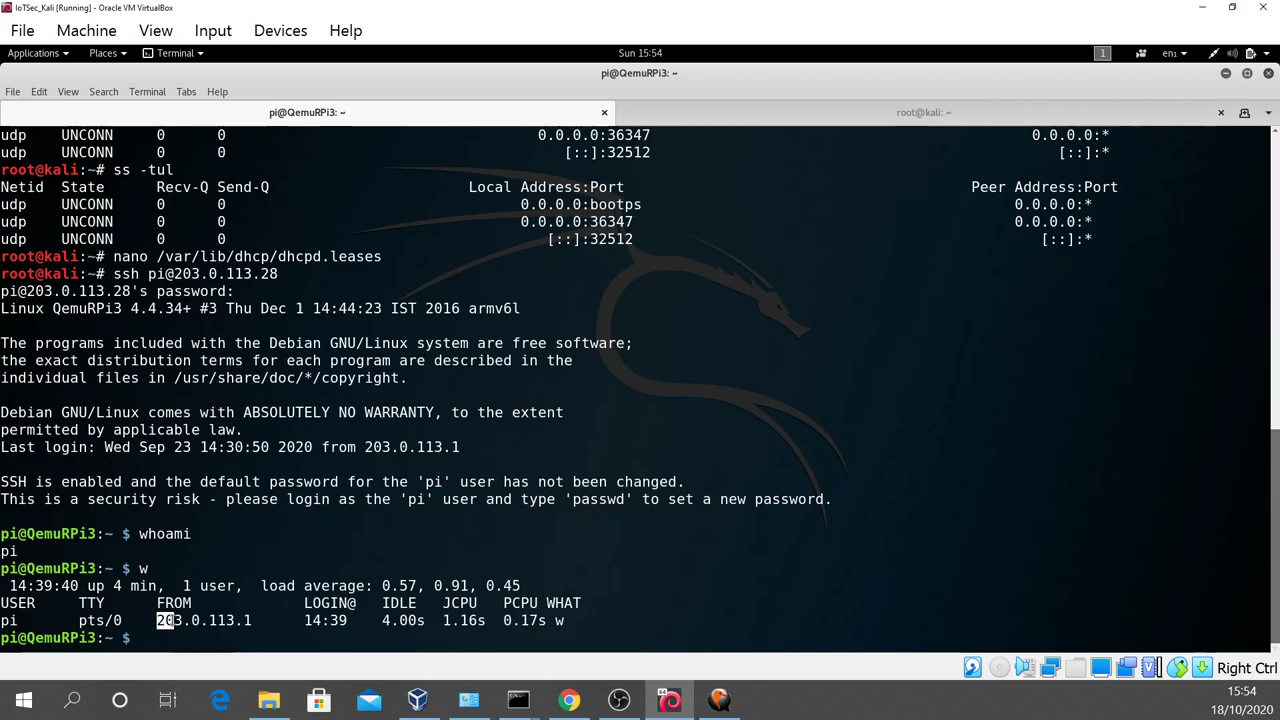 IoTSec_Kali [Running] - Oracle VM VirtualBox
File Machine View Input Devices Help
Applications Places Terminal Sun 15:54 1 en1
pi@QemuRPi3: ~
File Edit View Search Terminal Tabs Help
pi@QemuRPi3: ~ root@kali: ~
udp UNCONN 0 0 0.0.0.0:36347 0.0.0.0:*
udp UNCONN 0 0 [::]:32512 [::]:*
root@kali:~# ss -tul
Netid State Recv-Q Send-Q Local Address:Port Peer Address:Port
udp UNCONN 0 0 0.0.0.0:bootps 0.0.0.0:*
udp UNCONN 0 0 0.0.0.0:36347 0.0.0.0:*
udp UNCONN 0 0 [::]:32512 [::]:*
root@kali:~# nano /var/lib/dhcp/dhcpd.leases
root@kali:~# ssh pi@203.0.113.28
pi@203.0.113.28's password:
Linux QemuRPi3 4.4.34+ #3 Thu Dec 1 14:44:23 IST 2016 armv6l
The programs included with the Debian GNU/Linux system are free software;
the exact distribution terms for each program are described in the
individual files in /usr/share/doc/*/copyright.
Debian GNU/Linux comes with ABSOLUTELY NO WARRANTY, to the extent
permitted by applicable law.
Last login: Wed Sep 23 14:30:50 2020 from 203.0.113.1
SSH is enabled and the default password for the 'pi' user has not been changed.
This is a security risk - please login as the 'pi' user and type 'passwd' to set a new password.
pi@QemuRPi3:~ $ whoami
pi
pi@QemuRPi3:~ $ w
14:39:40 up 4 min, 1 user, load average: 0.57, 0.91, 0.45
USER TTY FROM LOGIN@ IDLE JCPU PCPU WHAT
pi pts/0 203.0.113.1 14:39 4.00s 1.16s 0.17s w
pi@QemuRPi3:~ $
Right Ctrl
15:54
18/10/2020